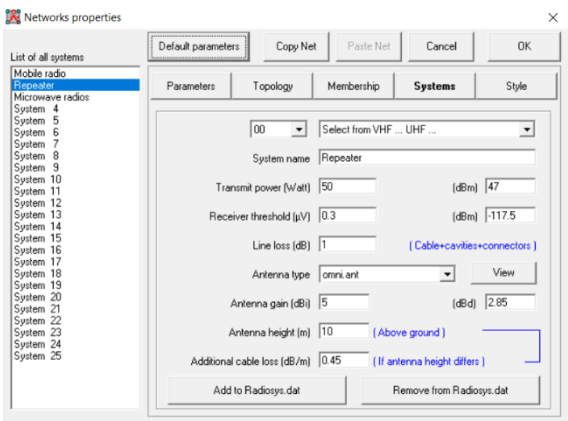 Networks properties
Default parameters
Copy Net
Paste Net
Cancel
OK
List of all systems
Mobile radio
Repeater
Microwave radios
System 4
System 5
System 6
System 7
System 8
System 9
System 10
System 11
System 12
System 13
System 14
System 15
System 16
System 17
System 18
System 19
System 20
System 21
System 22
System 23
System 24
System 25
Parameters
Topology
Membership
Systems
Style
00 Select from VHF ... UHF ...
System name Repeater
Transmit power (Watt) 50 (dBm) 47
Receiver threshold (µV) 0.3 (dBm) -117.5
Line loss (dB) 1 (Cable+cavities+connectors)
Antenna type omni.ant View
Antenna gain (dBi) 5 (dBd) 2.85
Antenna height (m) 10 (Above ground)
Additional cable loss (dB/m) 0.45 (If antenna height differs)
Add to Radiosys.dat
Remove from Radiosys.dat